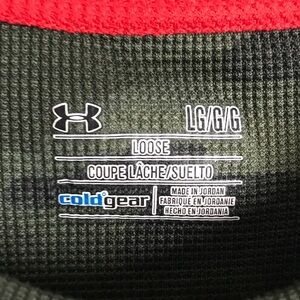 LG/G/G
LOOSE
COUPE LÂCHE/SUELTO
coldgear
MADE IN JORDAN
FABRIQUÉ EN JORDANIE
HECHO EN JORDANIA